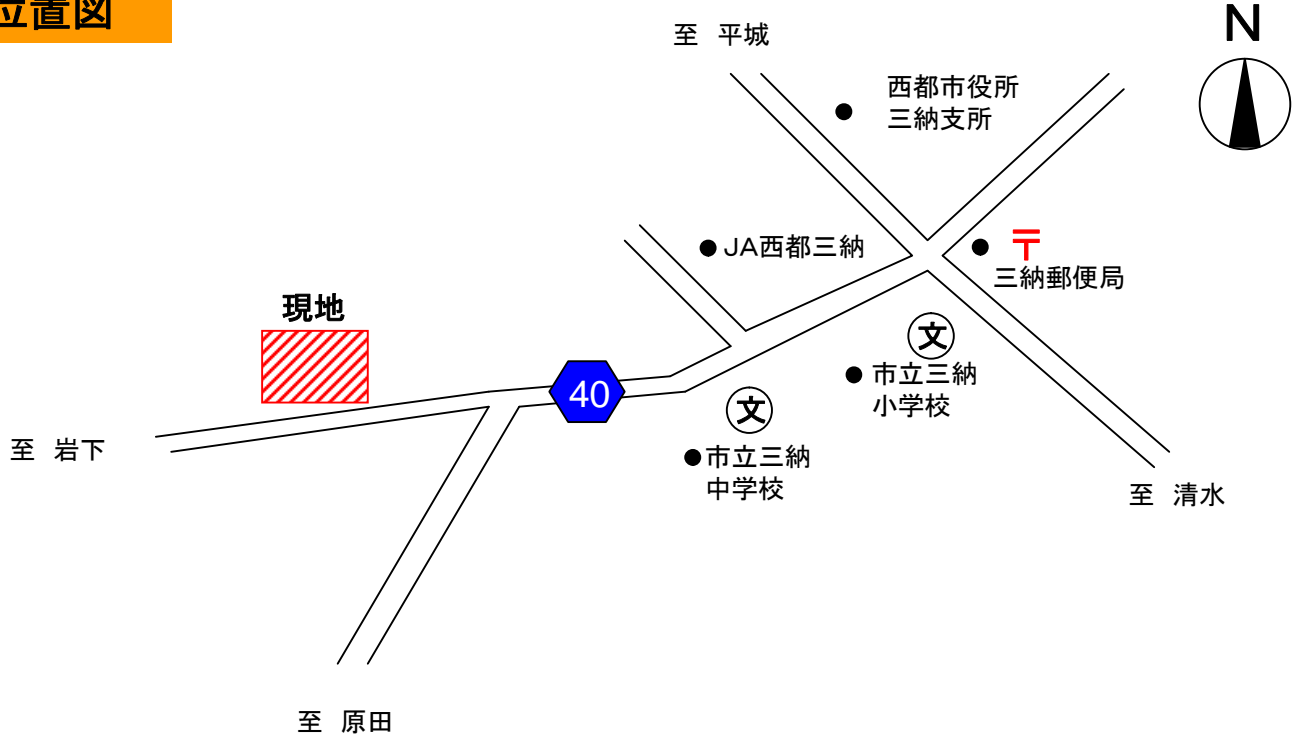 位置図
N
至 平城
西都市役所
三納支所
JA西都三納
〒
三納郵便局
現地
文
市立三納
小学校
40
文
市立三納
中学校
至 岩下
至 清水
至 原田